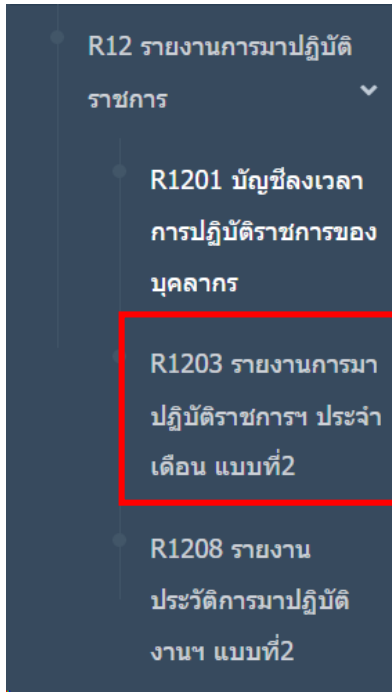 R12 รายงานการมาปฏิบัติ
ราชการ
R1201 บัญชีลงเวลา
การปฏิบัติราชการของ
บุคลากร
R1203 รายงานการมา
ปฏิบัติราชการฯ ประจำ
เดือน แบบที่2
R1208 รายงาน
ประวัติการมาปฏิบัติ
งานฯ แบบที่2